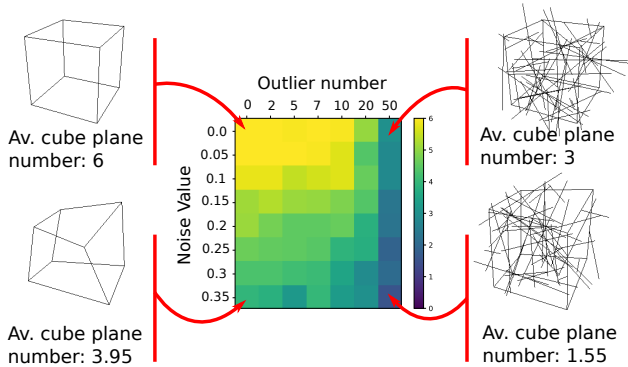 Outlier number
0 2 5 7 10 20 50
Noise Value
0.0
0.05
0.1
0.15
0.2
0.25
0.3
0.35
6
5
4
3
2
1
0
Av. cube plane
number: 6
Av. cube plane
number: 3
Av. cube plane
number: 3.95
Av. cube plane
number: 1.55